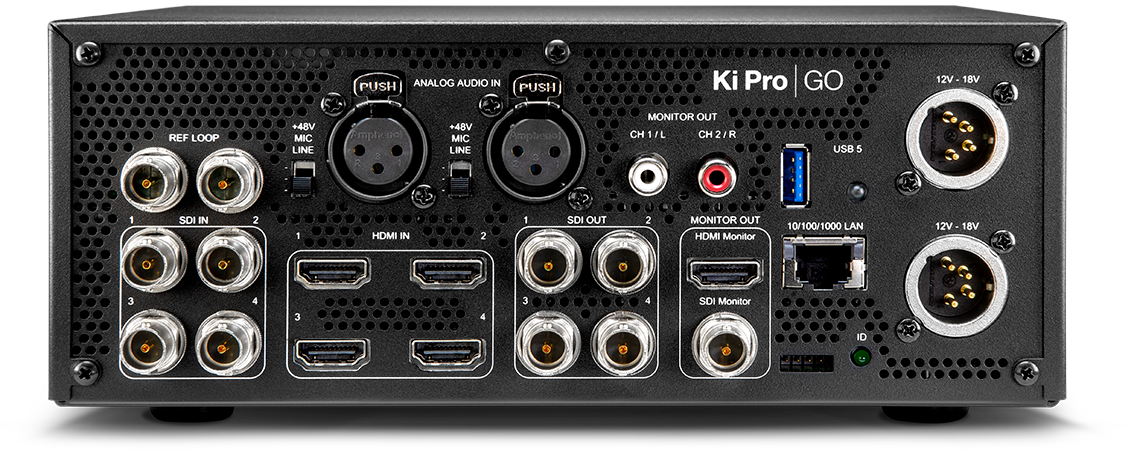 Ki Pro | GO
PUSH
ANALOG AUDIO IN
PUSH
12V - 18V
+48V
MIC
LINE
+48V
MIC
LINE
Amphenol
Amphenol
MONITOR OUT
CH 1 / L
CH 2 / R
REF LOOP
USB 5
1
SDI IN
2
3
4
1
HDMI IN
2
3
4
1
SDI OUT
2
3
4
MONITOR OUT
HDMI Monitor
SDI Monitor
10/100/1000 LAN
12V - 18V
ID